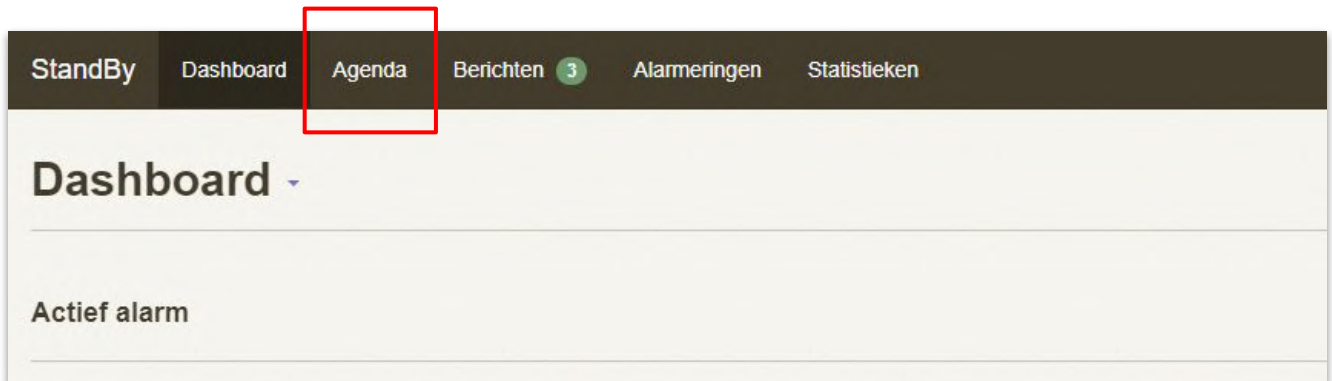 StandBy Dashboard Agenda Berichten 3 Alarmeringen Statistieken
Dashboard
Actief alarm